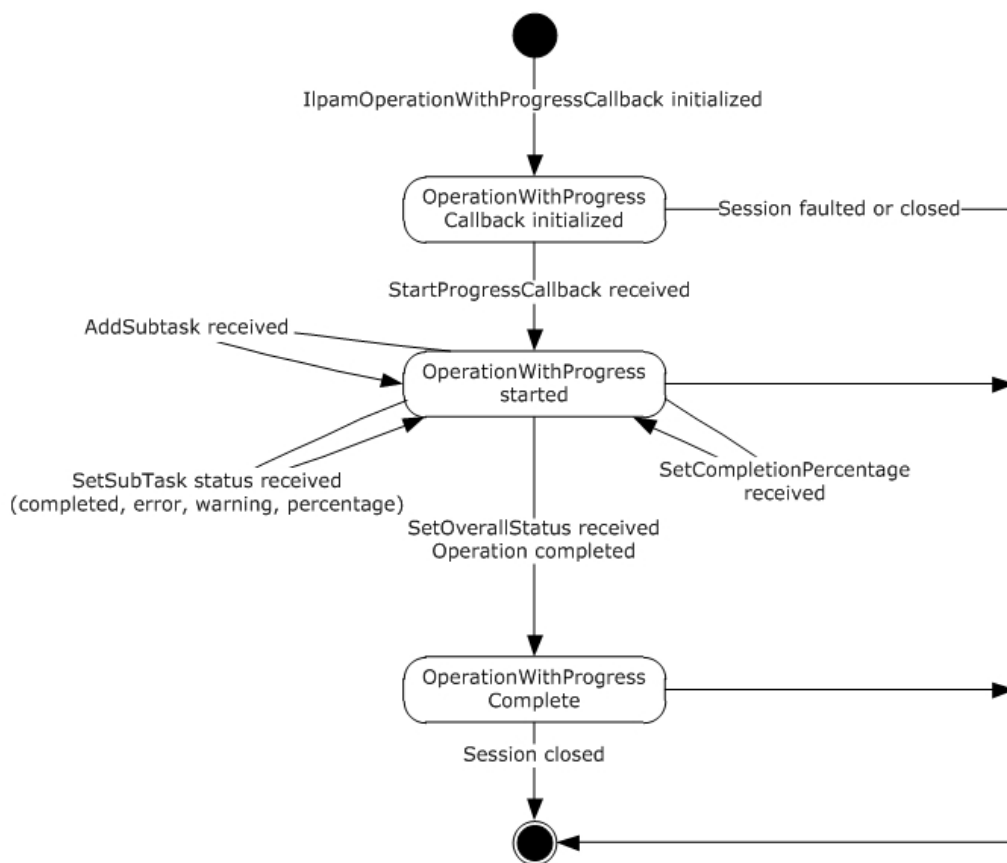 IIpamOperationWithProgressCallback initialized
OperationWithProgress
Callback initialized
Session faulted or closed
StartProgressCallback received
AddSubtask received
OperationWithProgress
started
SetSubTask status received
(completed, error, warning, percentage)
SetCompletionPercentage
received
SetOverallStatus received
Operation completed
OperationWithProgress
Complete
Session closed